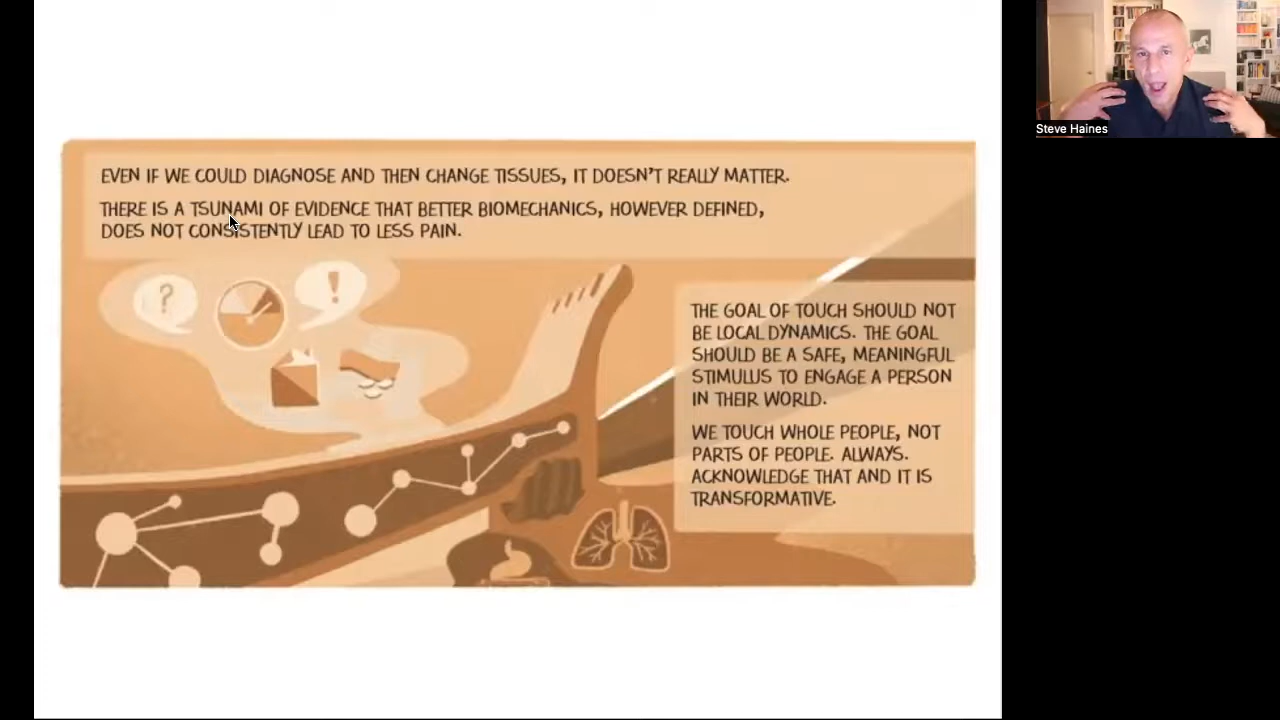 EVEN IF WE COULD DIAGNOSE AND THEN CHANGE TISSUES, IT DOESN'T REALLY MATTER.
THERE IS A TSUNAMI OF EVIDENCE THAT BETTER BIOMECHANICS, HOWEVER DEFINED,
DOES NOT CONSISTENTLY LEAD TO LESS PAIN.
?
!
THE GOAL OF TOUCH SHOULD NOT
BE LOCAL DYNAMICS. THE GOAL
SHOULD BE A SAFE, MEANINGFUL
STIMULUS TO ENGAGE A PERSON
IN THEIR WORLD.
WE TOUCH WHOLE PEOPLE, NOT
PARTS OF PEOPLE. ALWAYS.
ACKNOWLEDGE THAT AND IT IS
TRANSFORMATIVE.
Steve Haines